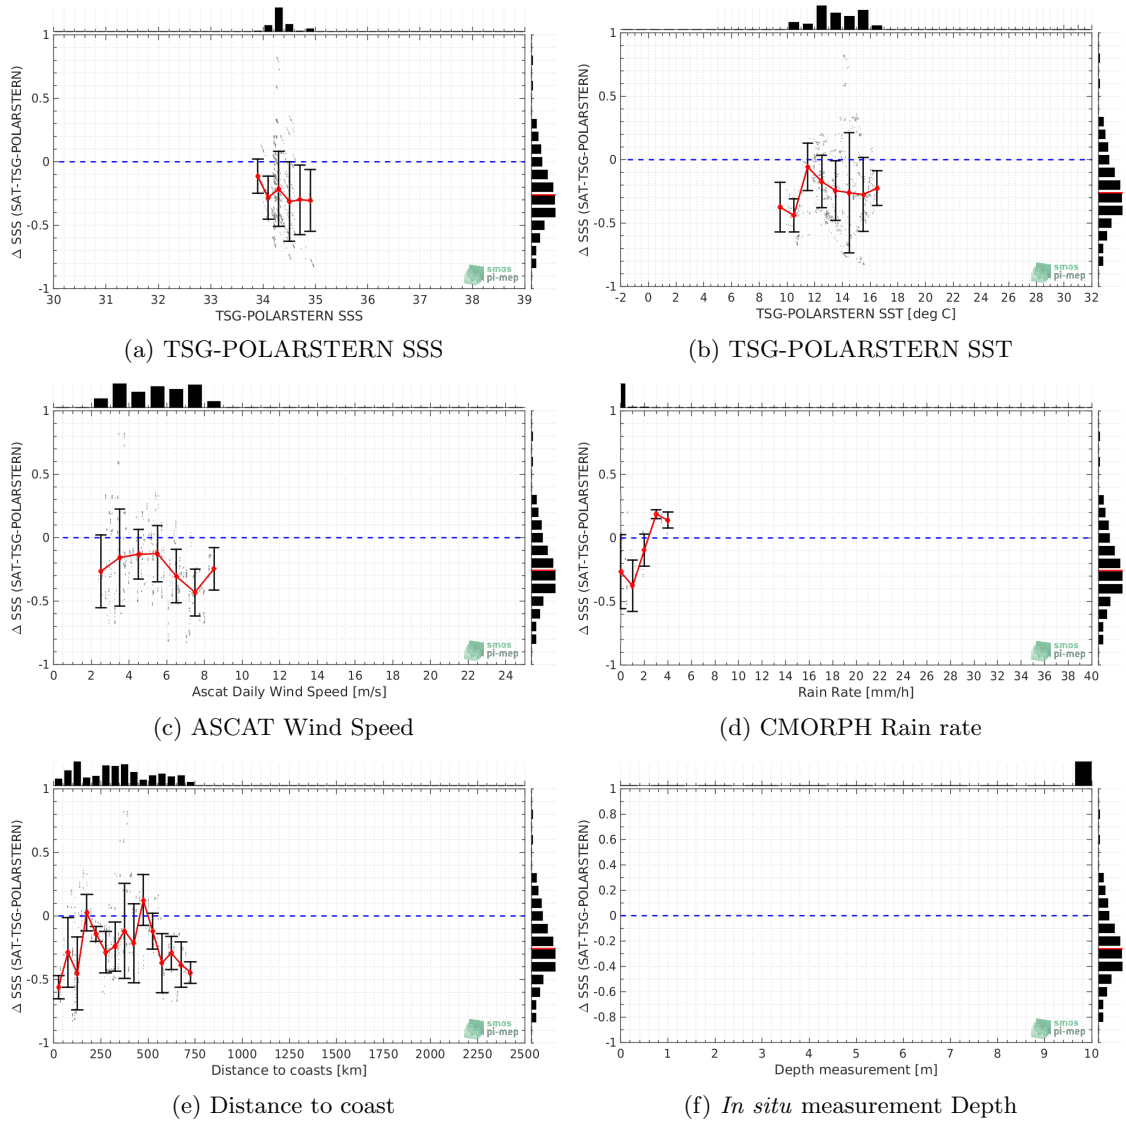 1
0.5
0
-0.5
-1
Δ SSS (SAT-TSG-POLARSTERN)
30 31 32 33 34 35 36 37 38 39
TSG-POLARSTERN SSS
smos
pi-mep
(a) TSG-POLARSTERN SSS
1
0.5
0
-0.5
-1
Δ SSS (SAT-TSG-POLARSTERN)
-2 0 2 4 6 8 10 12 14 16 18 20 22 24 26 28 30 32
TSG-POLARSTERN SST [deg C]
smos
pi-mep
(b) TSG-POLARSTERN SST
1
0.5
0
-0.5
-1
Δ SSS (SAT-TSG-POLARSTERN)
0 2 4 6 8 10 12 14 16 18 20 22 24
Ascat Daily Wind Speed [m/s]
smos
pi-mep
(c) ASCAT Wind Speed
1
0.5
0
-0.5
-1
Δ SSS (SAT-TSG-POLARSTERN)
0 2 4 6 8 10 12 14 16 18 20 22 24 26 28 30 32 34 36 38 40
Rain Rate [mm/h]
smos
pi-mep
(d) CMORPH Rain rate
1
0.5
0
-0.5
-1
Δ SSS (SAT-TSG-POLARSTERN)
0 250 500 750 1000 1250 1500 1750 2000 2250 2500
Distance to coasts [km]
smos
pi-mep
(e) Distance to coast
1
0.8
0.6
0.4
0.2
0
-0.2
-0.4
-0.6
-0.8
-1
Δ SSS (SAT-TSG-POLARSTERN)
0 1 2 3 4 5 6 7 8 9 10
Depth measurement [m]
smos
pi-mep
(f) In situ measurement Depth